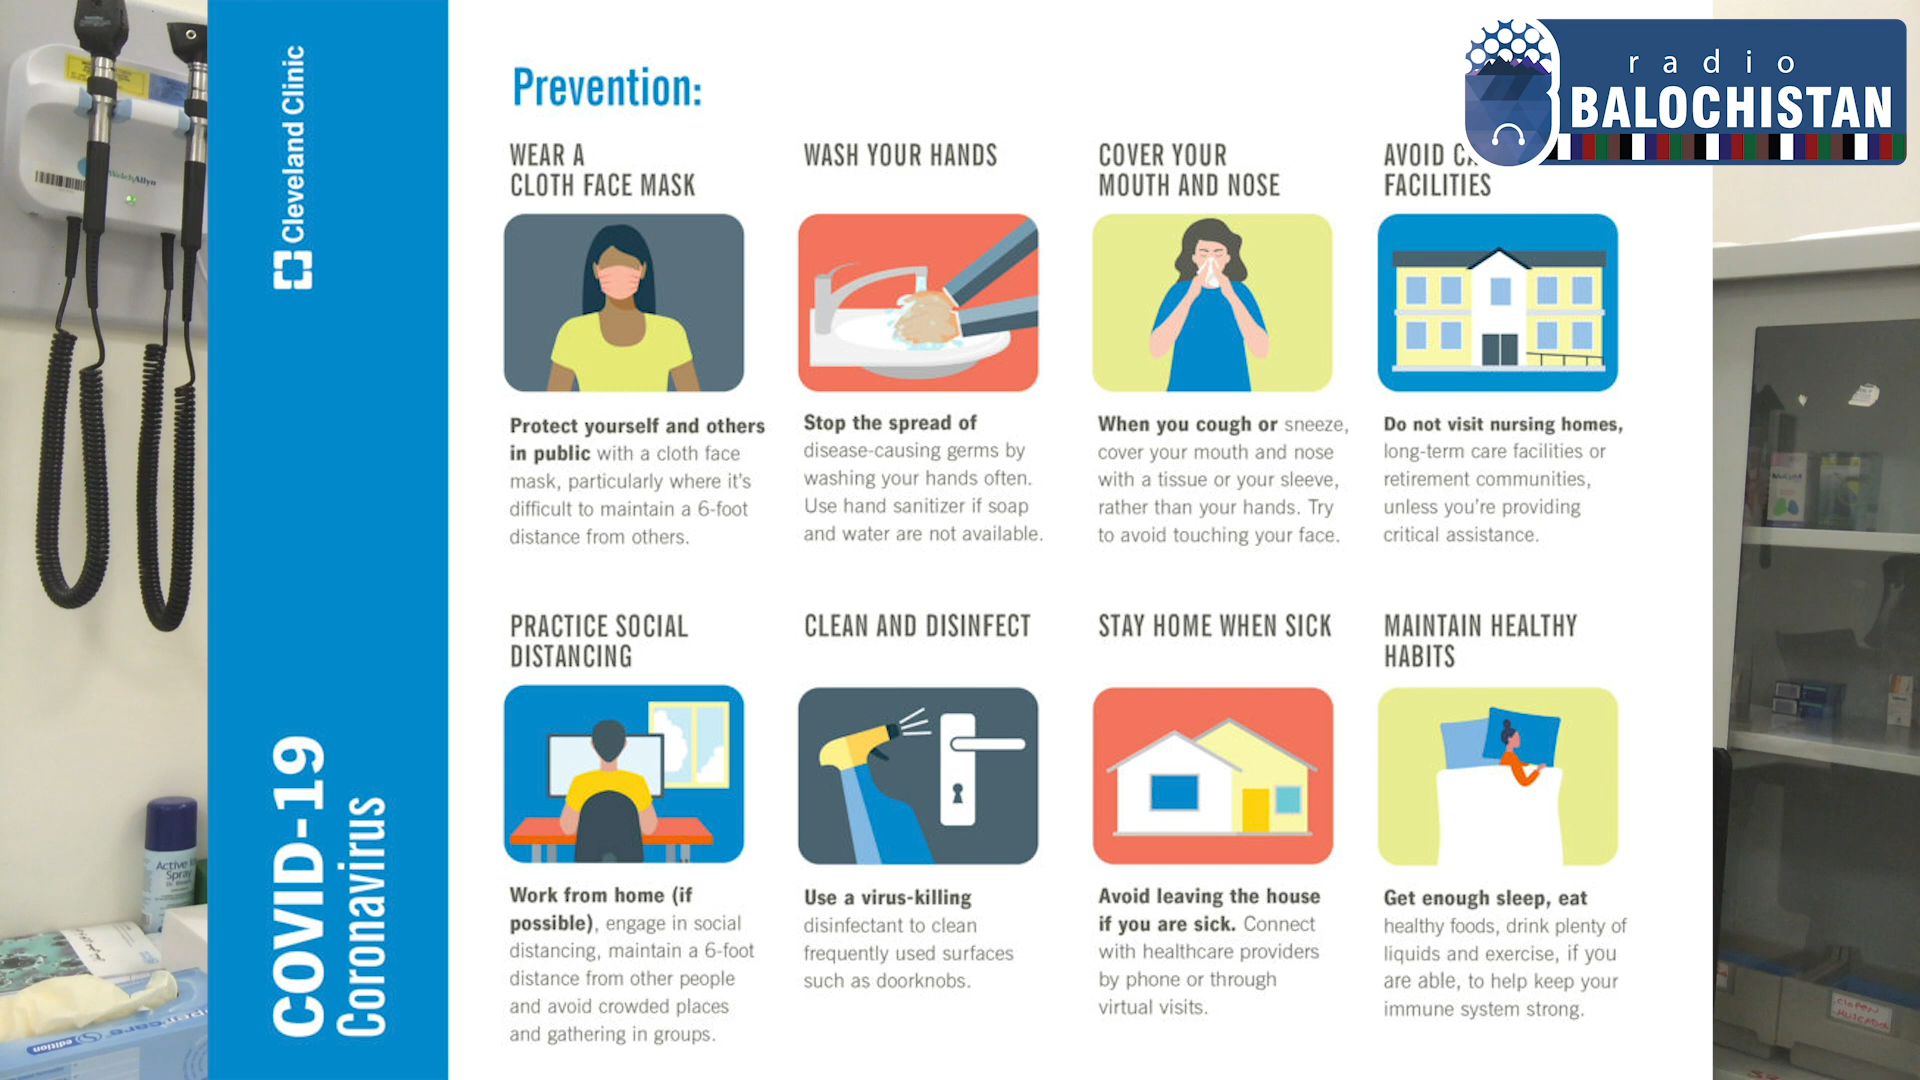 Cleveland Clinic
COVID-19
Coronavirus
radio
BALOCHISTAN
Prevention:
WEAR A
CLOTH FACE MASK
Protect yourself and others
in public with a cloth face
mask, particularly where it's
difficult to maintain a 6-foot
distance from others.
WASH YOUR HANDS
Stop the spread of
disease-causing germs by
washing your hands often.
Use hand sanitizer if soap
and water are not available.
COVER YOUR
MOUTH AND NOSE
When you cough or sneeze,
cover your mouth and nose
with a tissue or your sleeve,
rather than your hands. Try
to avoid touching your face.
AVOID
FACILITIES
Do not visit nursing homes,
long-term care facilities or
retirement communities,
unless you're providing
critical assistance.
PRACTICE SOCIAL
DISTANCING
Work from home (if
possible), engage in social
distancing, maintain a 6-foot
distance from other people
and avoid crowded places
and gathering in groups.
CLEAN AND DISINFECT
Use a virus-killing
disinfectant to clean
frequently used surfaces
such as doorknobs.
STAY HOME WHEN SICK
Avoid leaving the house
if you are sick. Connect
with healthcare providers
by phone or through
virtual visits.
MAINTAIN HEALTHY
HABITS
Get enough sleep, eat
healthy foods, drink plenty of
liquids and exercise, if you
are able, to help keep your
immune system strong.
WelchAllyn
Active
Spray
edition